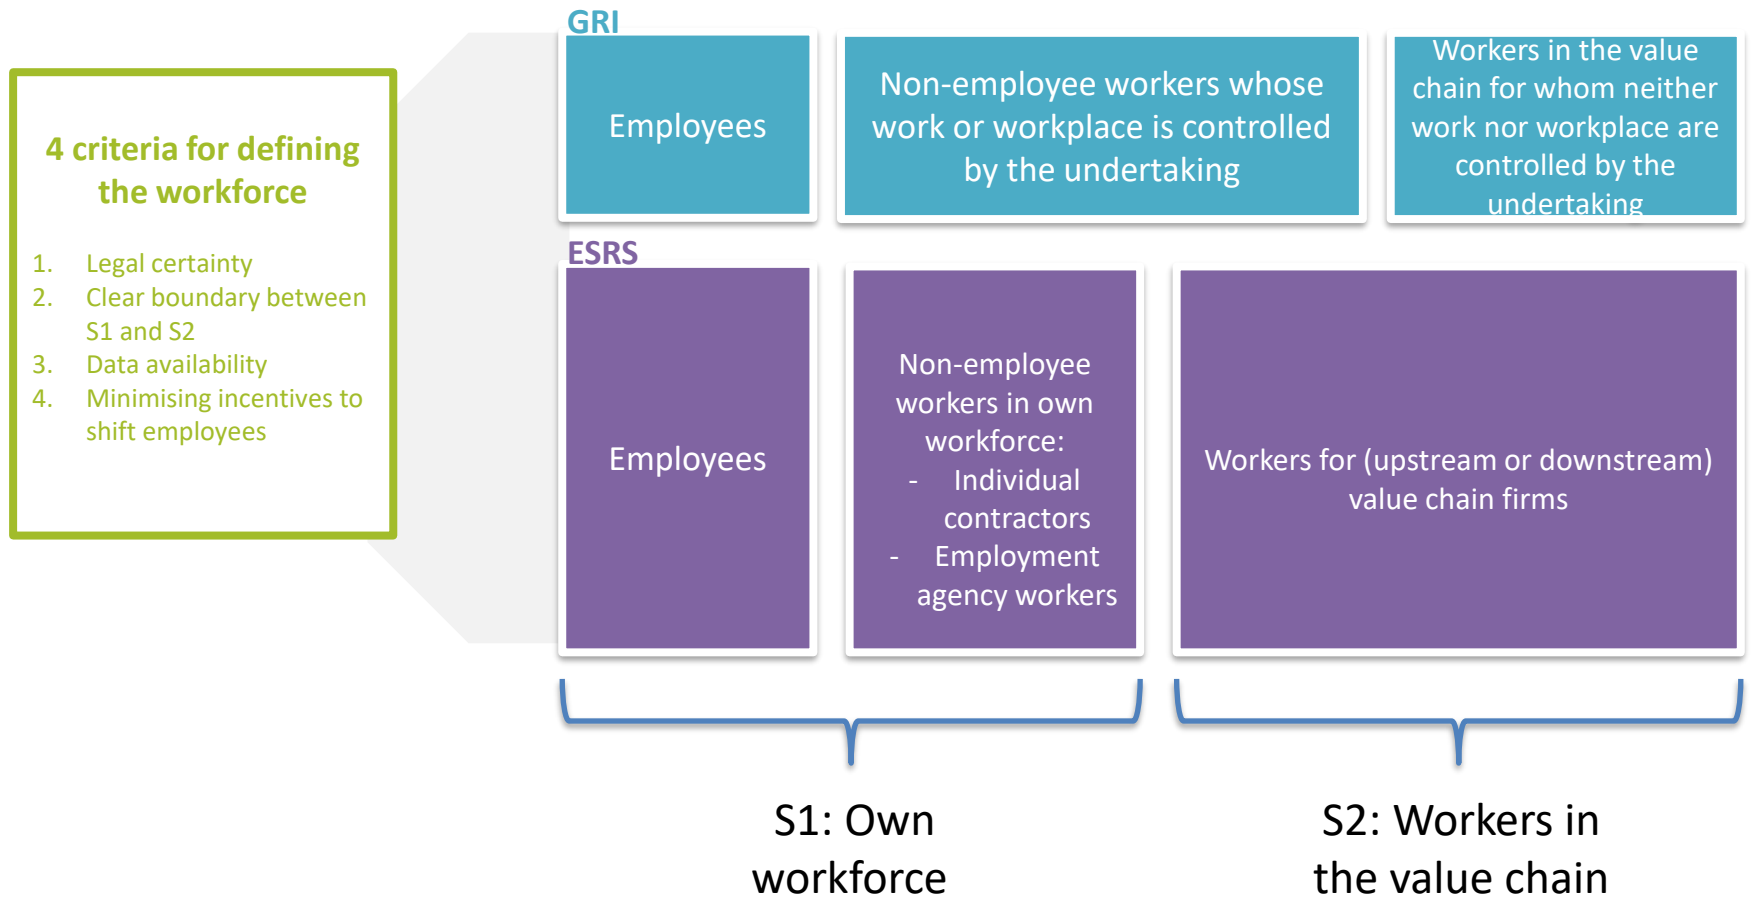 4 criteria for defining
the workforce
1. Legal certainty
2. Clear boundary between
S1 and S2
3. Data availability
4. Minimising incentives to
shift employees
GRI
Employees
Non-employee workers whose
work or workplace is controlled
by the undertaking
Workers in the value
chain for whom neither
work nor workplace are
controlled by the
undertaking
ESRS
Employees
Non-employee
workers in own
workforce:
- Individual
contractors
- Employment
agency workers
Workers for (upstream or downstream)
value chain firms
S1: Own
workforce
S2: Workers in
the value chain